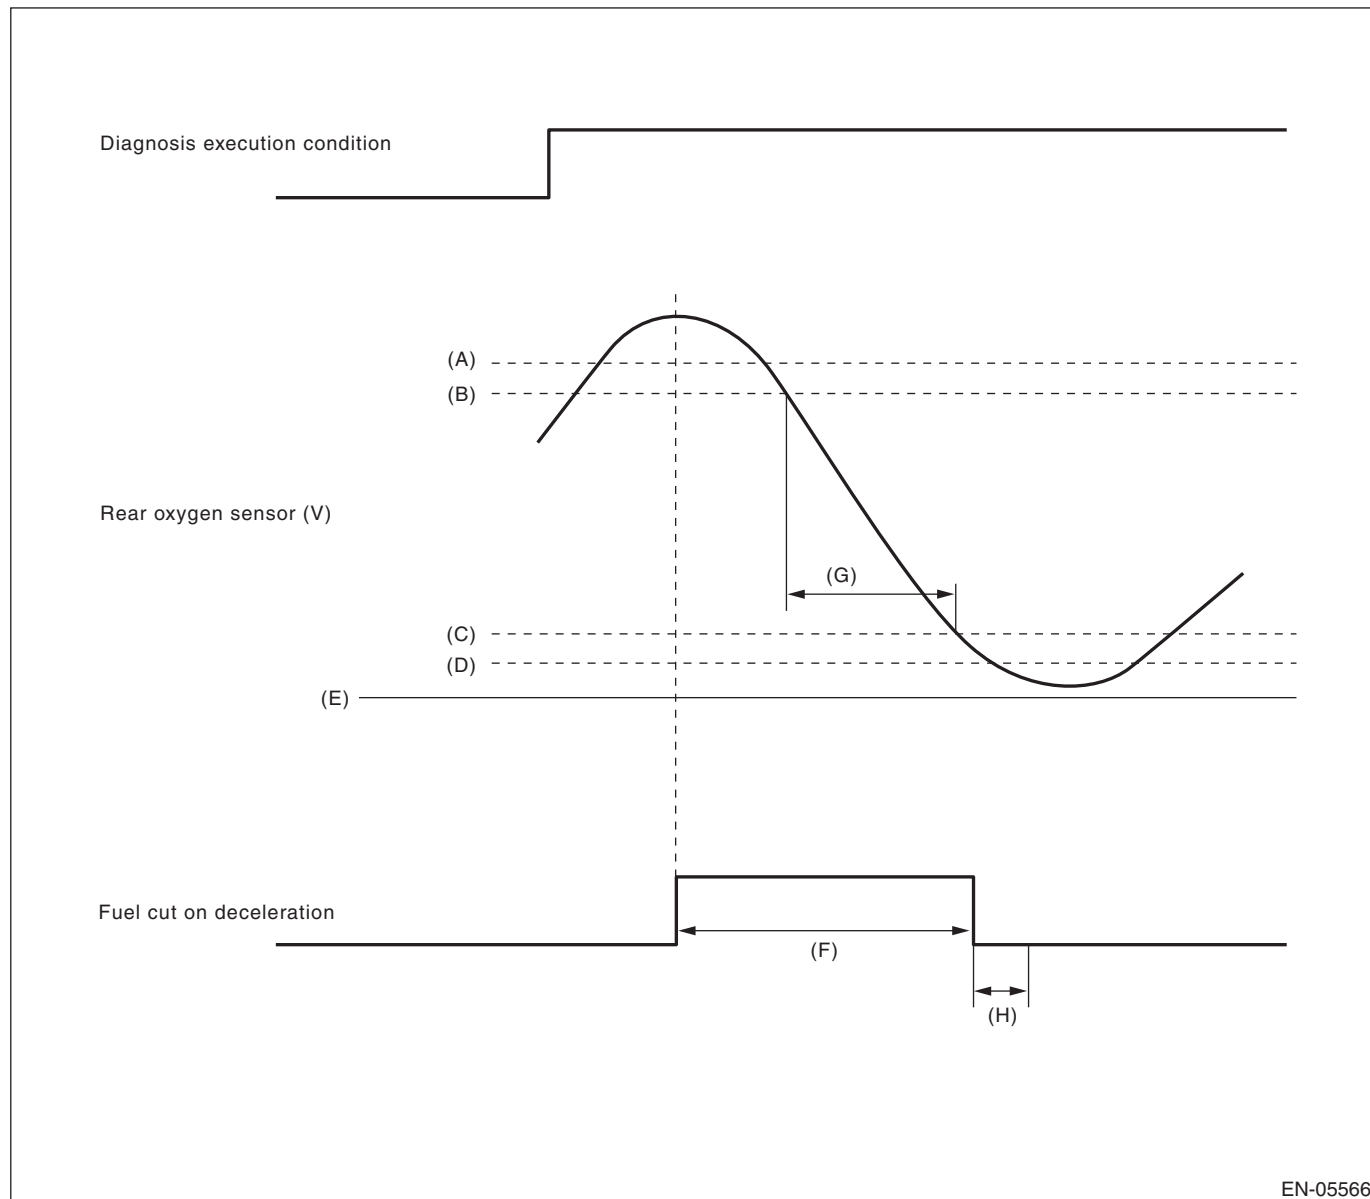 Diagnosis execution condition
(A)
(B)
Rear oxygen sensor (V)
(G)
(C)
(D)
(E)
Fuel cut on deceleration
(F)
(H)
EN-05566